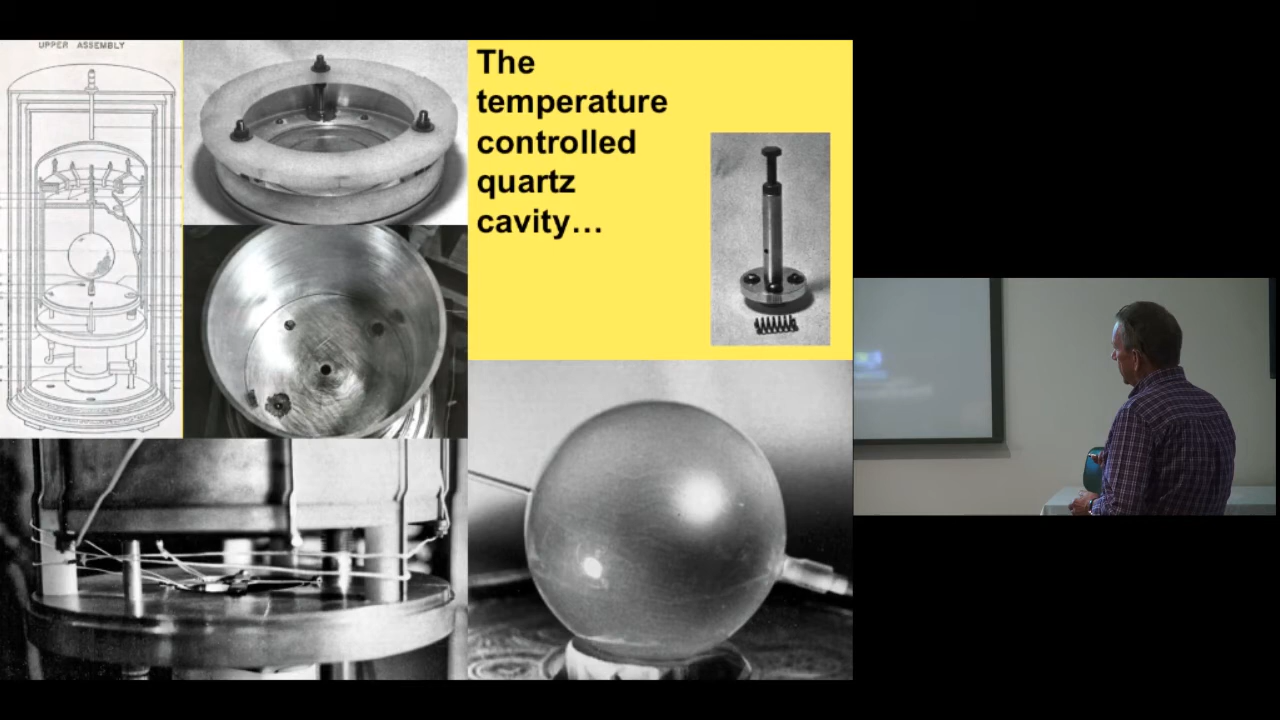 UPPER ASSEMBLY
The
temperature
controlled
quartz
cavity…